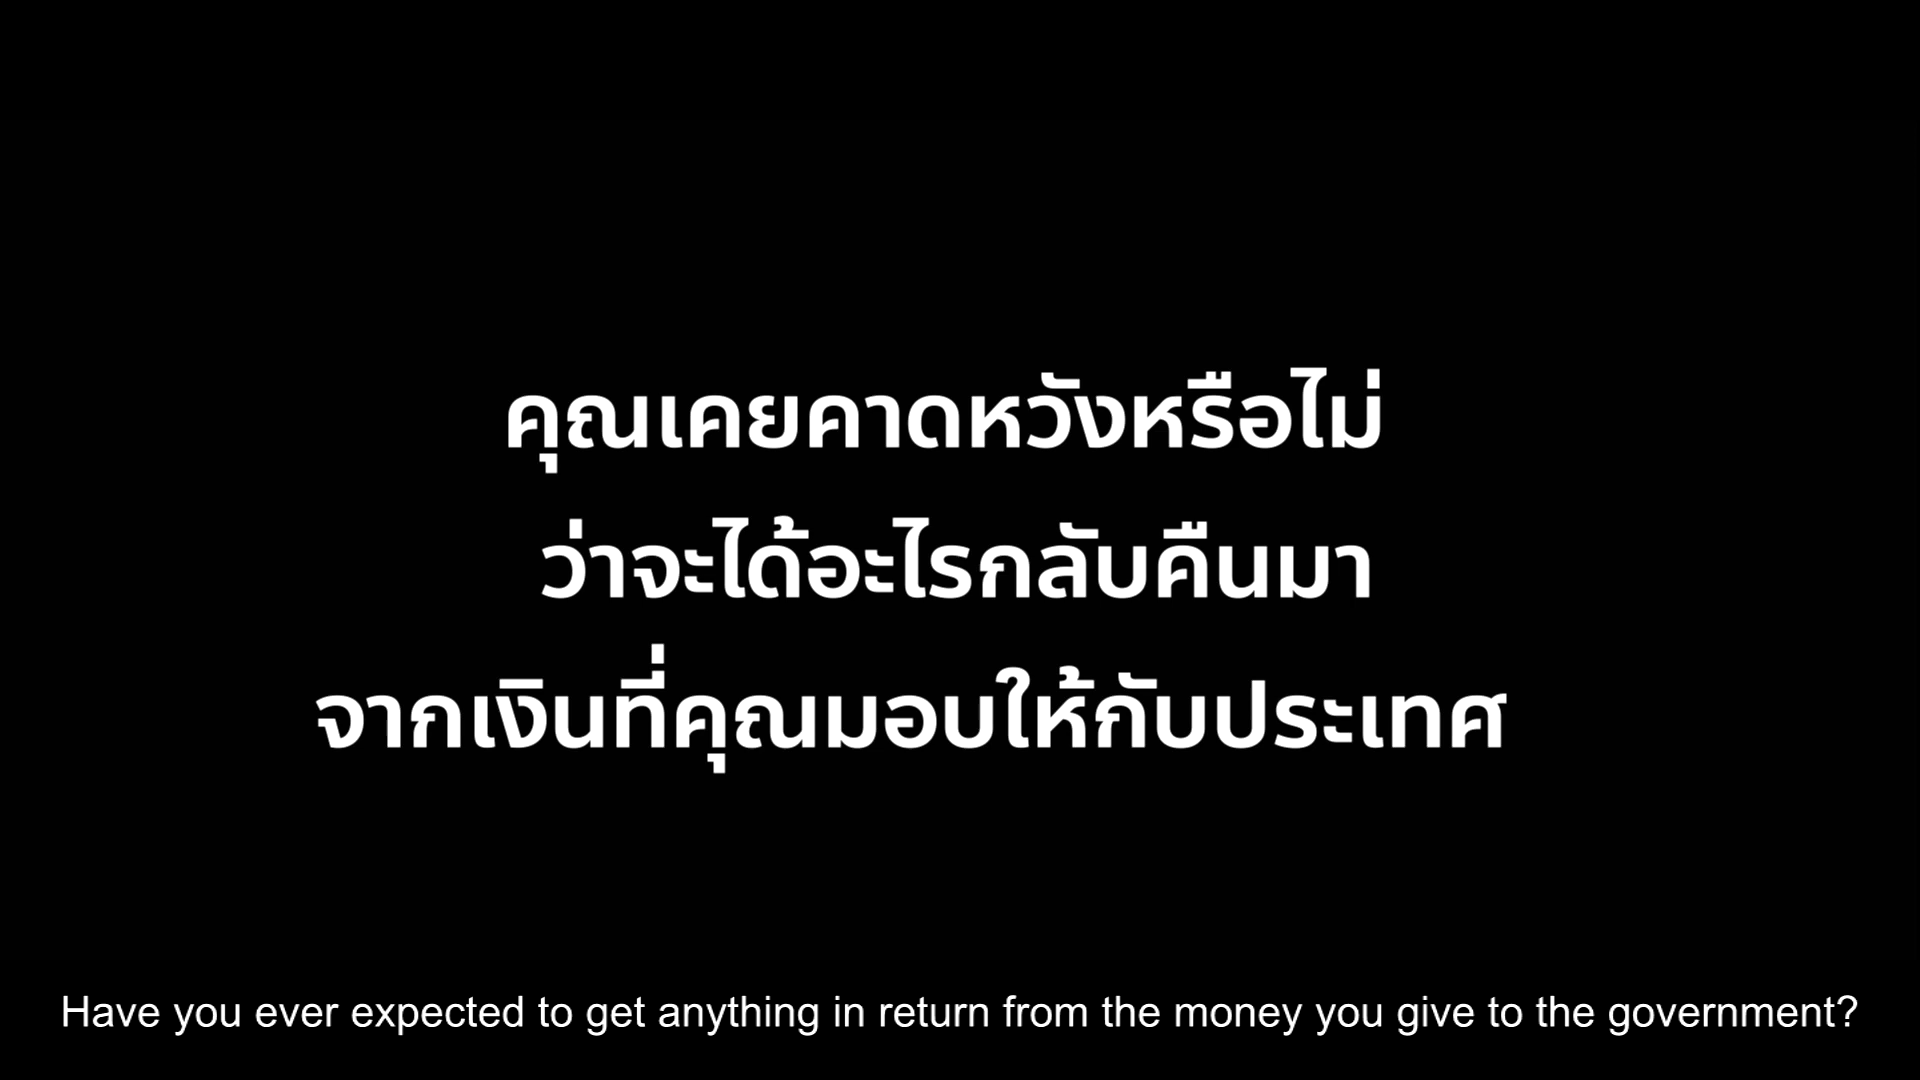 คุณเคยคาดหวังหรือไม่
ว่าจะได้อะไรกลับคืนมา
จากเงินที่คุณมอบให้กับประเทศ
Have you ever expected to get anything in return from the money you give to the government?